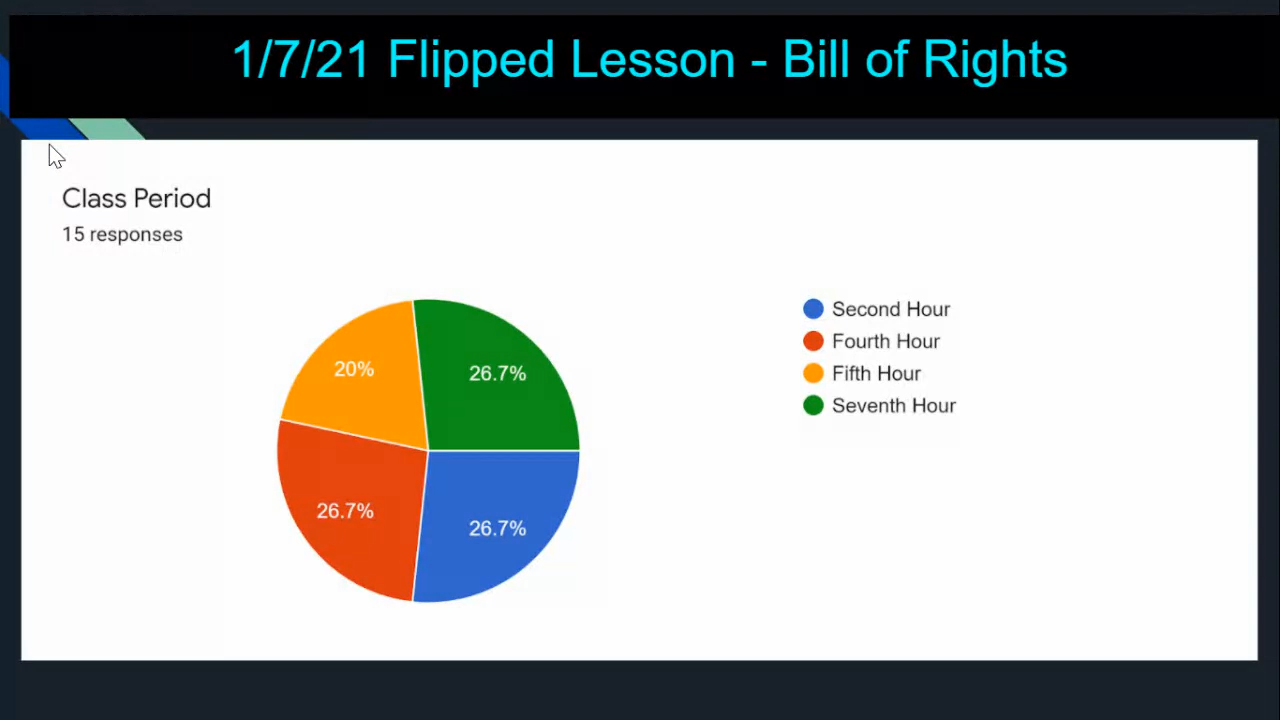 1/7/21 Flipped Lesson - Bill of Rights
Class Period
15 responses
20%
26.7%
26.7%
26.7%
Second Hour
Fourth Hour
Fifth Hour
Seventh Hour